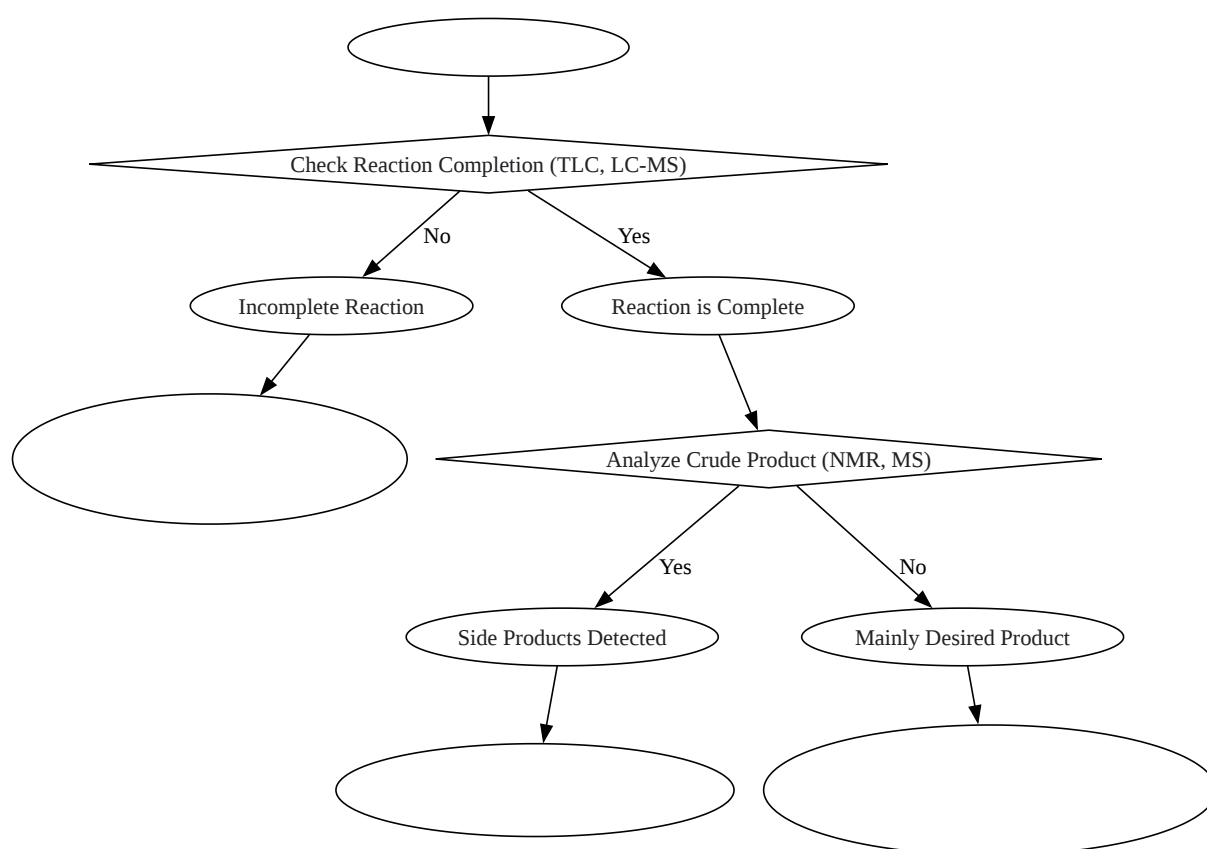 Check Reaction Completion (TLC, LC-MS)
No
Yes
Incomplete Reaction
Reaction is Complete
Analyze Crude Product (NMR, MS)
Yes
No
Side Products Detected
Mainly Desired Product